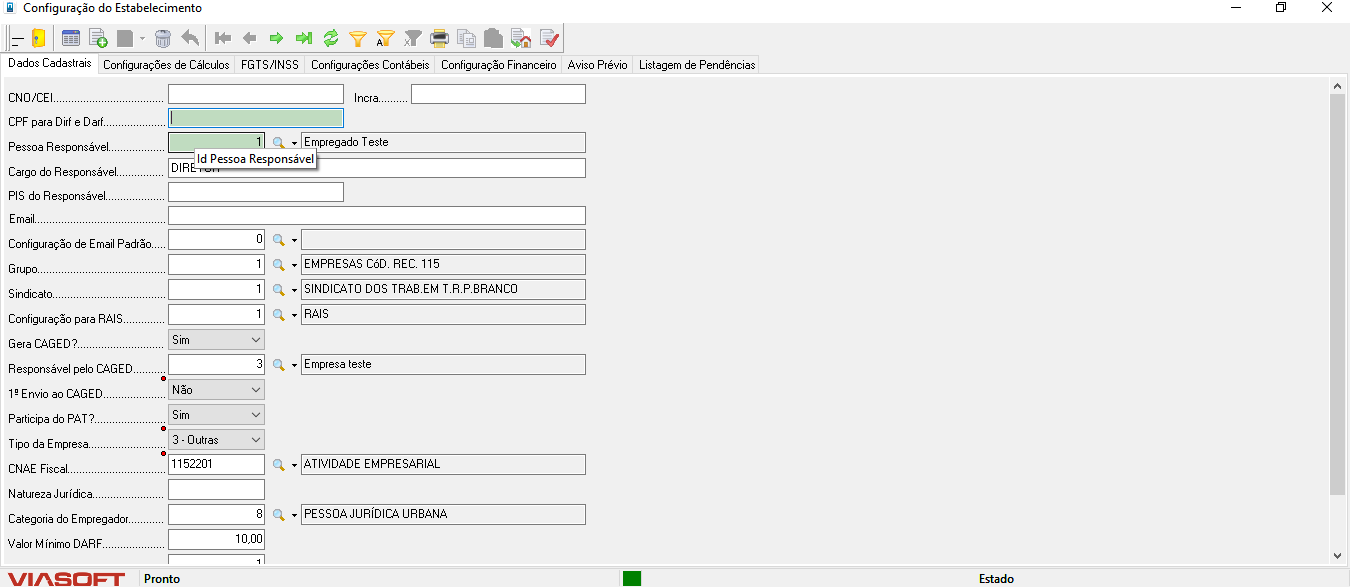 Configuração do Estabelecimento
Dados Cadastrais Configurações de Cálculos FGTS/INSS Configurações Contábeis Configuração Financeiro Aviso Prévio Listagem de Pendências
CNO/CEI................................... Incra..........
CPF para Dirf e Darf....................
Pessoa Responsável.................. 1 Empregado Teste
Id Pessoa Responsável
Cargo do Responsável............... DIRETOR
PIS do Responsável...................
Email.........................................
Configuração de Email Padrão..... 0
Grupo........................................ 1 EMPRESAS CóD. REC. 115
Sindicato................................... 1 SINDICATO DOS TRAB.EM T.R.P.BRANCO
Configuração para RAIS............. 1 RAIS
Gera CAGED?........................... Sim
Responsável pelo CAGED.......... 3 Empresa teste
1º Envio ao CAGED.................... Não
Participa do PAT?...................... Sim
Tipo da Empresa........................ 3 - Outras
CNAE Fiscal.............................. 1152201 ATIVIDADE EMPRESARIAL
Natureza Jurídica.......................
Categoria do Empregador........... 8 PESSOA JURÍDICA URBANA
Valor Mínimo DARF.................... 10,00
1
VIASOFT Pronto Estado